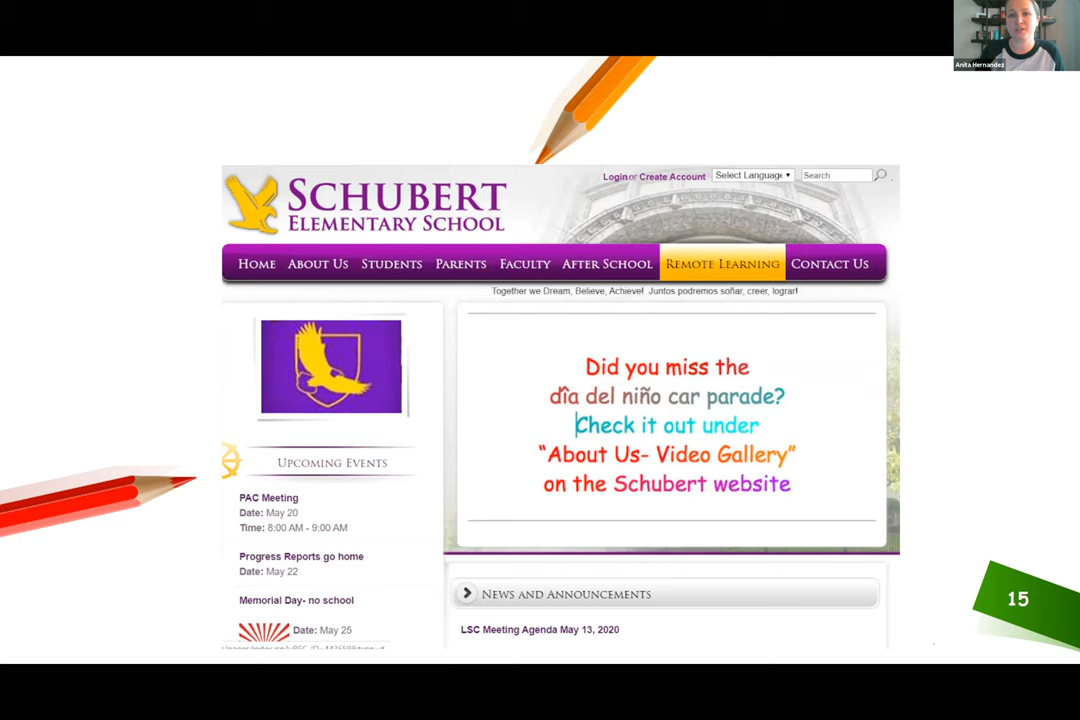 Anita Hernandez
Login or Create Account
Select Language
Search
SCHUBERT
ELEMENTARY SCHOOL
HOME ABOUT US STUDENTS PARENTS FACULTY AFTER SCHOOL REMOTE LEARNING CONTACT US
Together we Dream, Believe, Achieve! Juntos podremos soñar, creer, lograr!
Did you miss the
día del niño car parade?
Check it out under
“About Us- Video Gallery”
on the Schubert website
UPCOMING EVENTS
PAC Meeting
Date: May 20
Time: 8:00 AM - 9:00 AM
Progress Reports go home
Date: May 22
Memorial Day- no school
Date: May 25
NEWS AND ANNOUNCEMENTS
LSC Meeting Agenda May 13, 2020
15